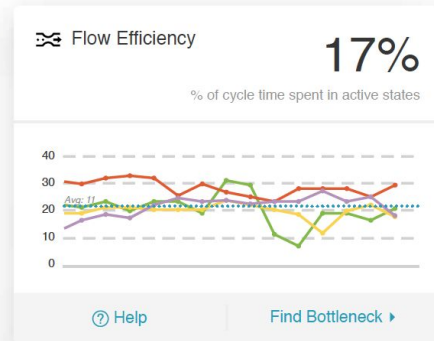 Flow Efficiency
17%
% of cycle time spent in active states
40
30
Avg: 11
20
10
0
Help
Find Bottleneck